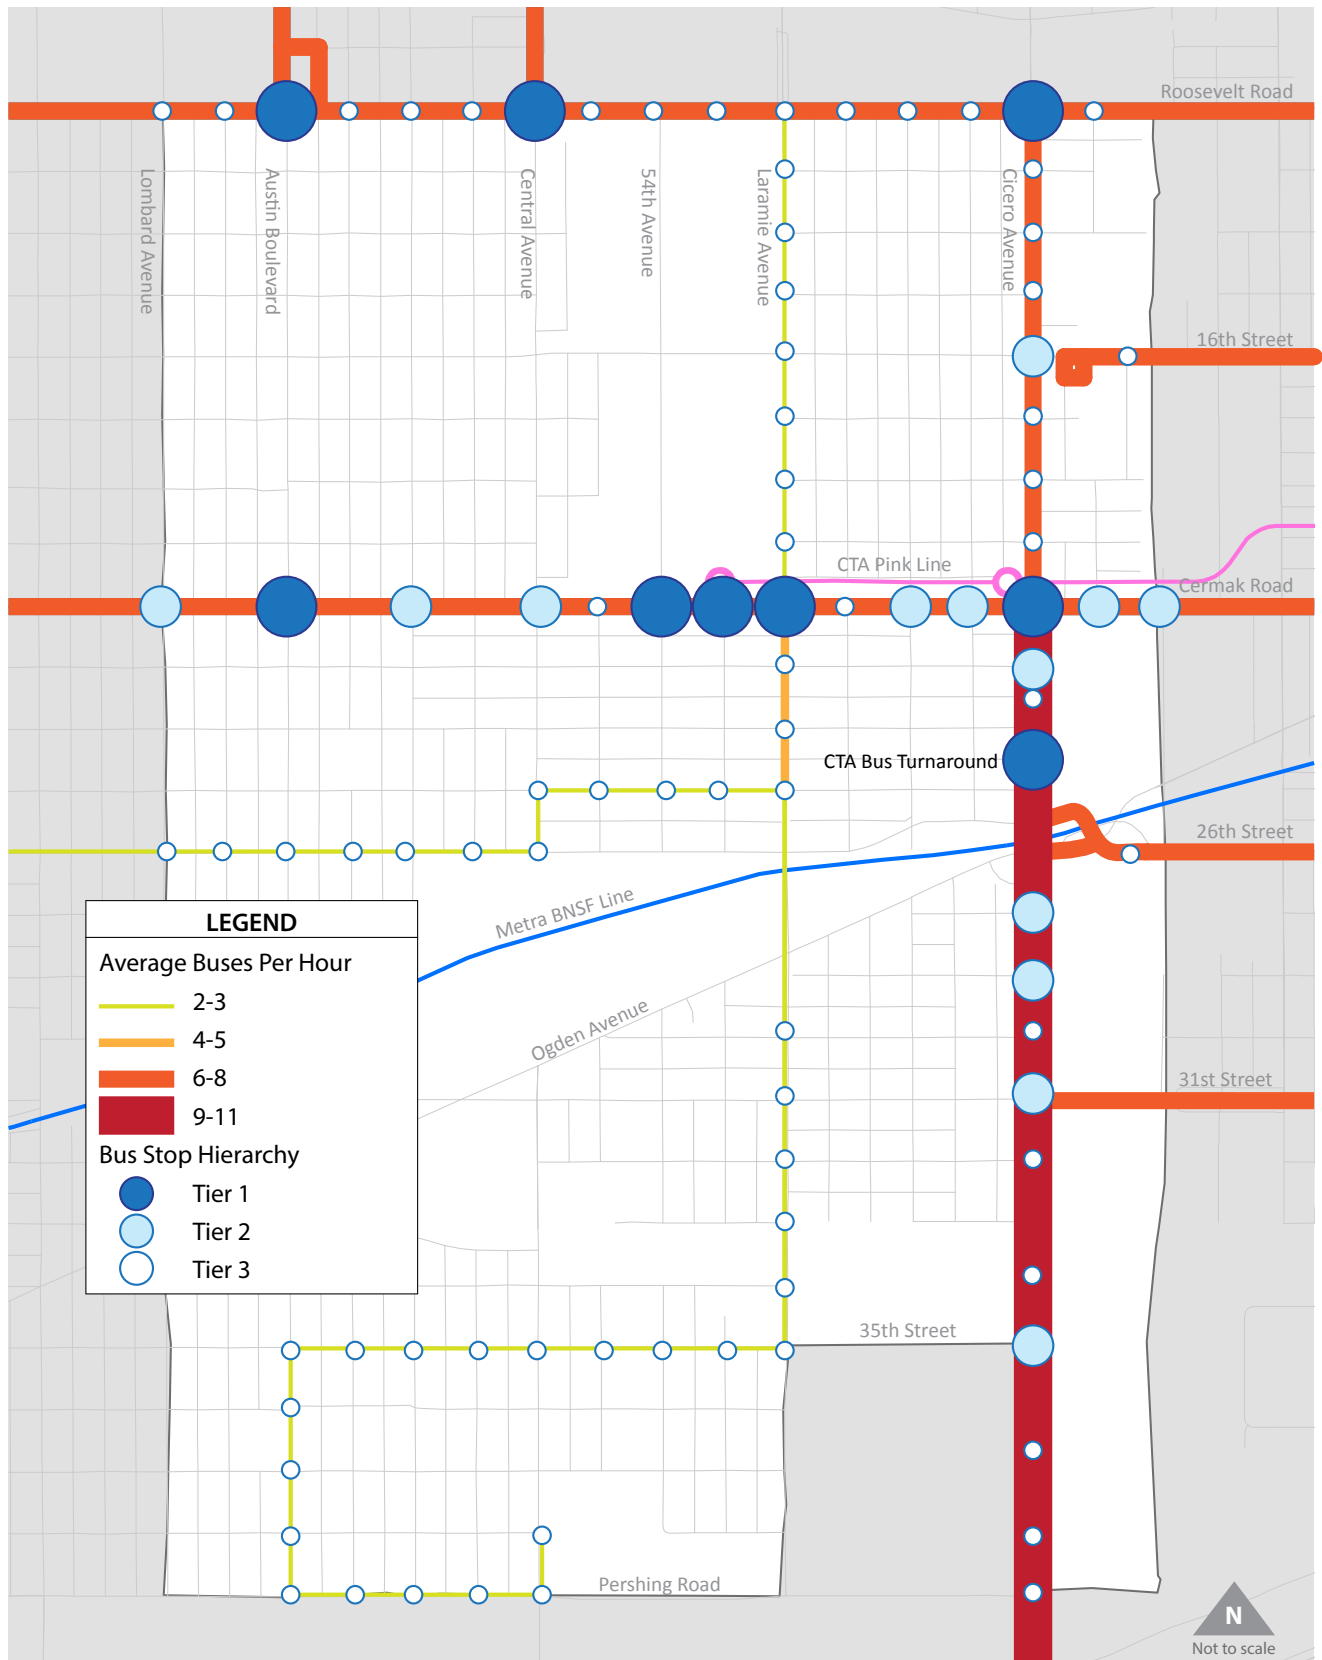 Roosevelt Road
Lombard Avenue
Austin Boulevard
Central Avenue
54th Avenue
Laramie Avenue
Cicero Avenue
16th Street
CTA Pink Line
Cermak Road
CTA Bus Turnaround
26th Street
Metra BNSF Line
Ogden Avenue
31st Street
LEGEND
Average Buses Per Hour
2-3
4-5
6-8
9-11
Bus Stop Hierarchy
Tier 1
Tier 2
Tier 3
35th Street
Pershing Road
N
Not to scale